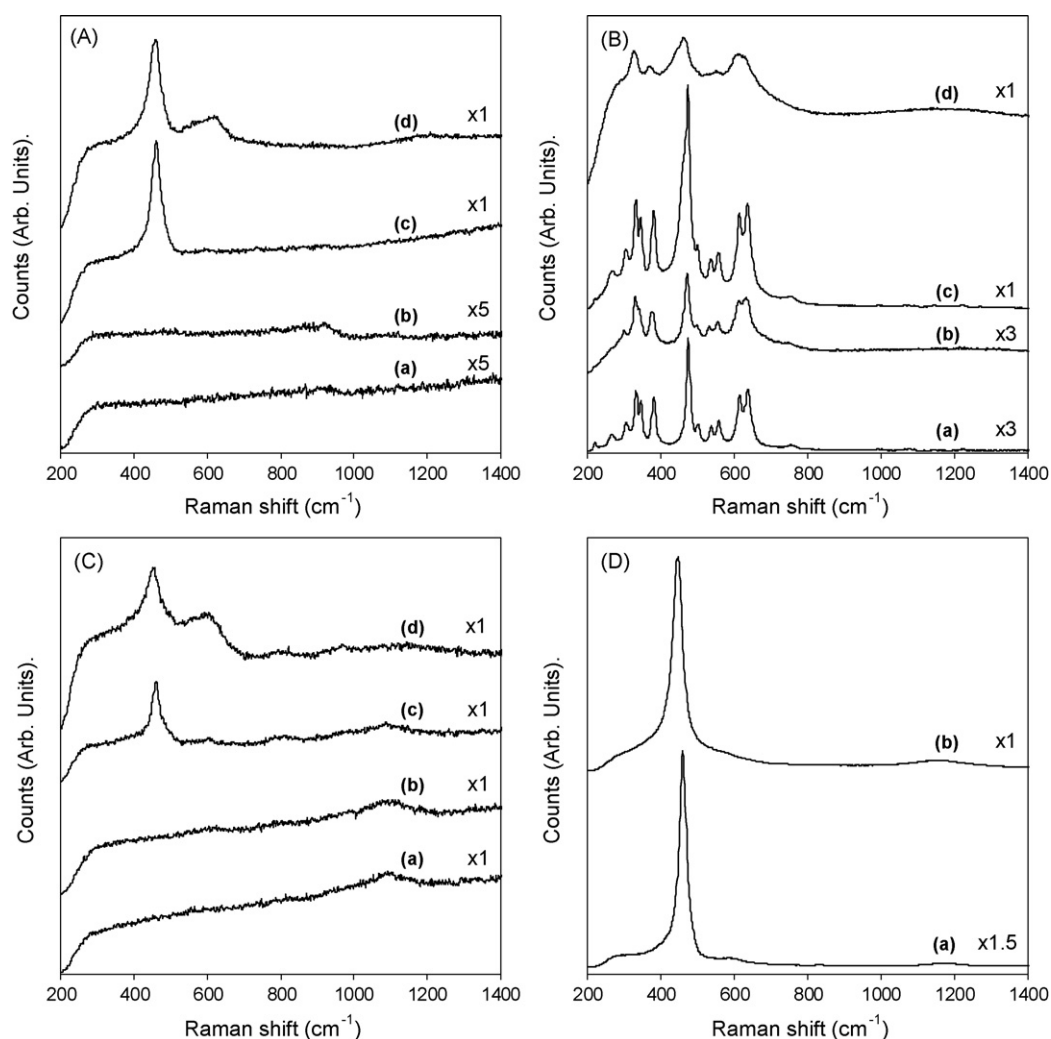 (A)
Counts (Arb. Units).
(d) x1
(c) x1
(b) x5
(a) x5
200 400 600 800 1000 1200 1400
Raman shift (cm⁻¹)
(B)
Counts (Arb. Units).
(d) x1
(c) x1
(b) x3
(a) x3
200 400 600 800 1000 1200 1400
Raman shift (cm⁻¹)
(C)
Counts (Arb. Units).
(d) x1
(c) x1
(b) x1
(a) x1
200 400 600 800 1000 1200 1400
Raman shift (cm⁻¹)
(D)
Counts (Arb. Units).
(b) x1
(a) x1.5
200 400 600 800 1000 1200 1400
Raman shift (cm⁻¹)